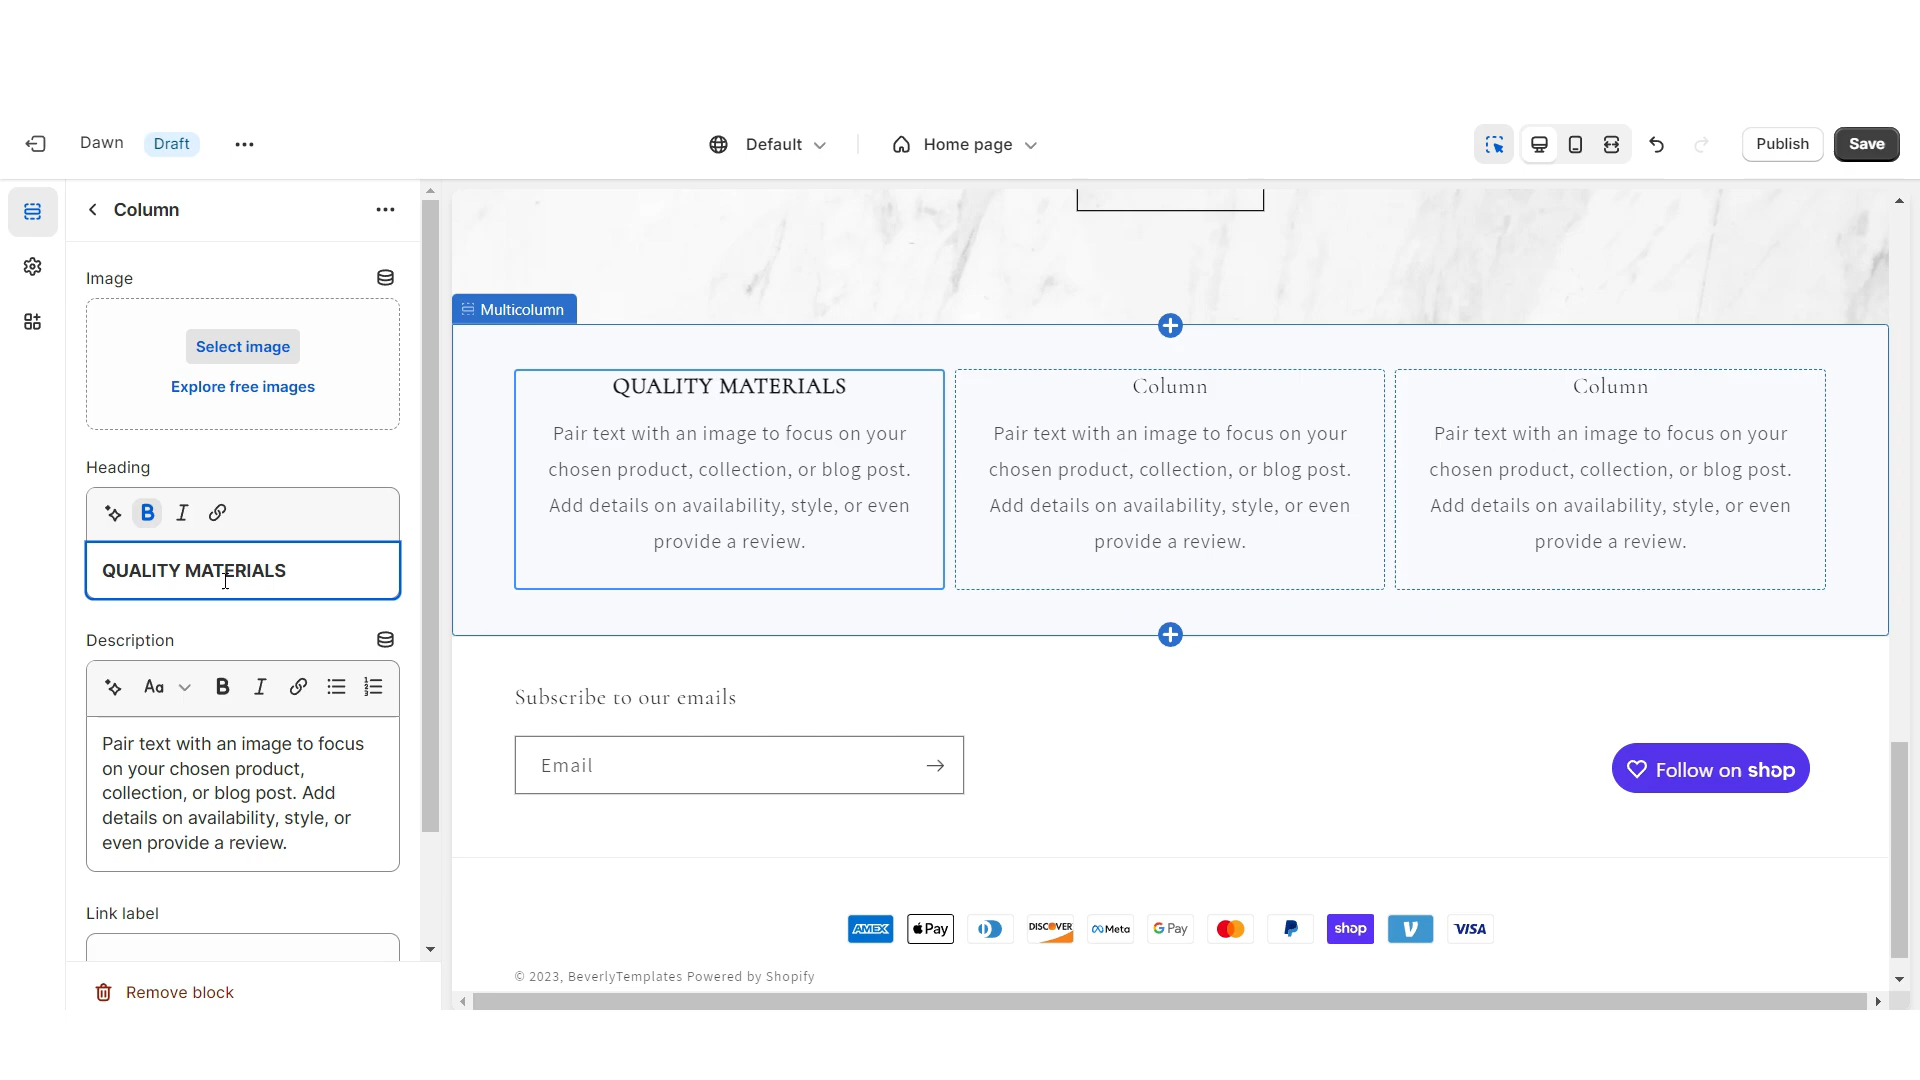 Dawn
Draft
Default
Home page
Publish
Save
Column
Image
Select image
Explore free images
Heading
B I
QUALITY MATERIALS
Description
Aa B I
Pair text with an image to focus
on your chosen product,
collection, or blog post. Add
details on availability, style, or
even provide a review.
Link label
Remove block
Multicolumn
QUALITY MATERIALS
Pair text with an image to focus on your
chosen product, collection, or blog post.
Add details on availability, style, or even
provide a review.
Column
Pair text with an image to focus on your
chosen product, collection, or blog post.
Add details on availability, style, or even
provide a review.
Column
Pair text with an image to focus on your
chosen product, collection, or blog post.
Add details on availability, style, or even
provide a review.
Subscribe to our emails
Email
Follow on shop
AMEX Pay DISCOVER Meta G Pay shop V VISA
© 2023, BeverlyTemplates Powered by Shopify